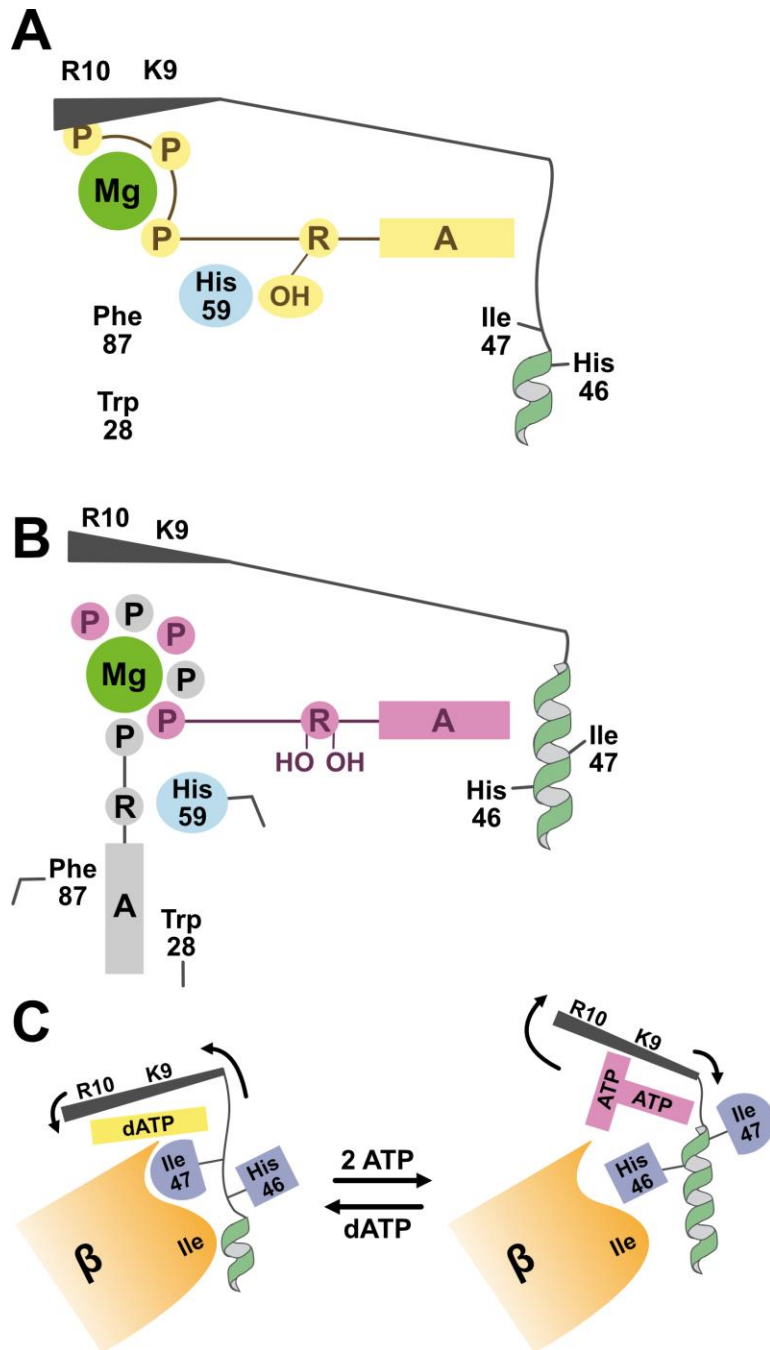 A
R10 K9
P P
Mg
P R A
His
59
OH
Phe
87
Ile
47
His
46
Trp
28
B
R10 K9
P P P
Mg P
P R A
P
HO OH
Ile
47
His
46
R
His
59
Phe
87
A
Trp
28
C
R10 K9
dATP
Ile
47
His
46
β Ile
2 ATP
dATP
R10 K9
ATP ATP
Ile
47
His
46
β Ile